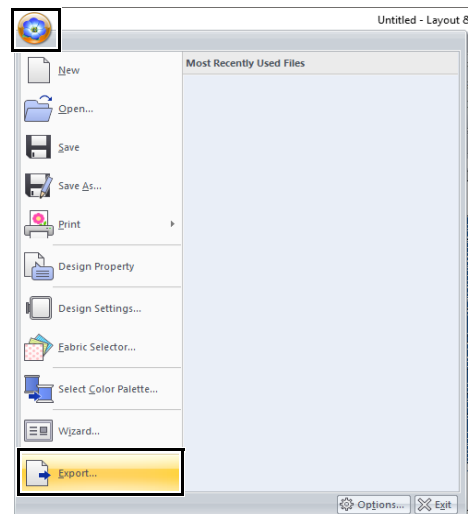 Untitled - Layout &
Most Recently Used Files
New
Open...
Save
Save As...
Print
Design Property
Design Settings...
Fabric Selector...
Select Color Palette...
Wizard...
Export...
Options... Exit